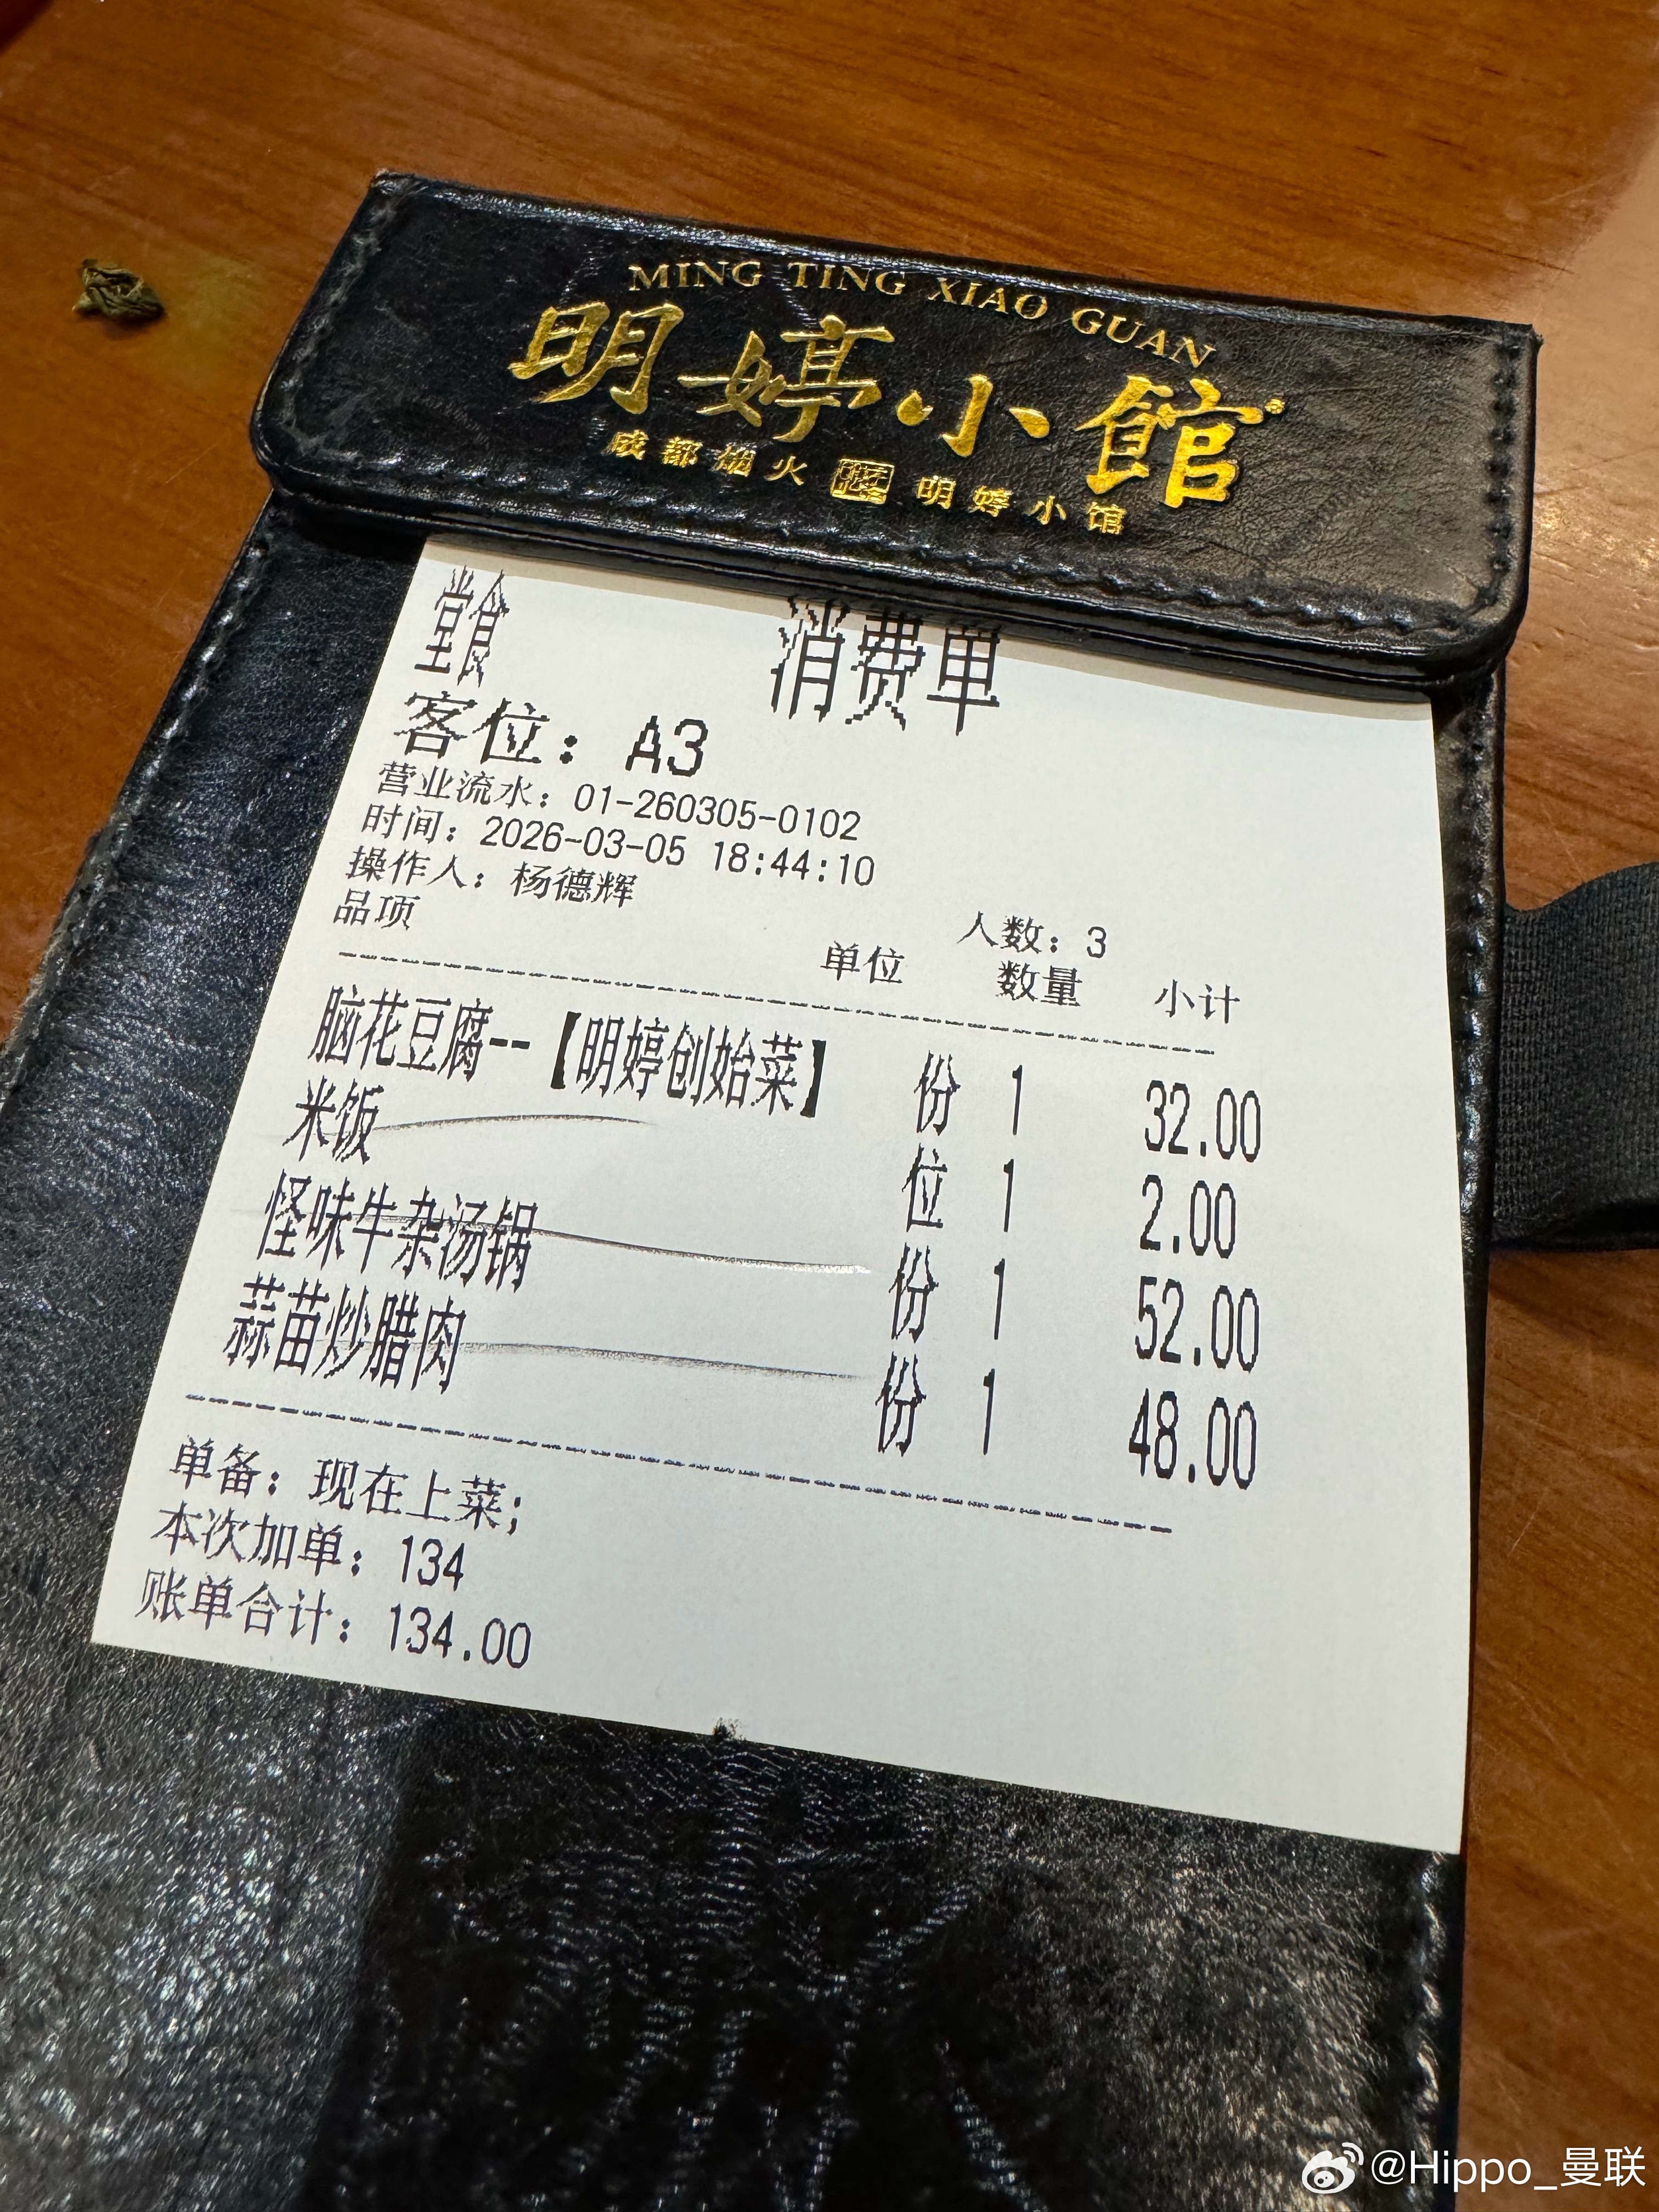 MING TING XIAO GUAN
明婷小館
成都烟火 明婷小馆
堂食 消费单
客位：A3
营业流水：01-260305-0102
时间：2026-03-05 18:44:10
操作人：杨德辉 人数：3
品项 单位 数量 小计
脑花豆腐--【明婷创始菜】 份 1 32.00
米饭 位 1 2.00
怪味牛杂汤锅 份 1 52.00
蒜苗炒腊肉 份 1 48.00
单备：现在上菜；
本次加单：134
账单合计：134.00
@Hippo_曼联